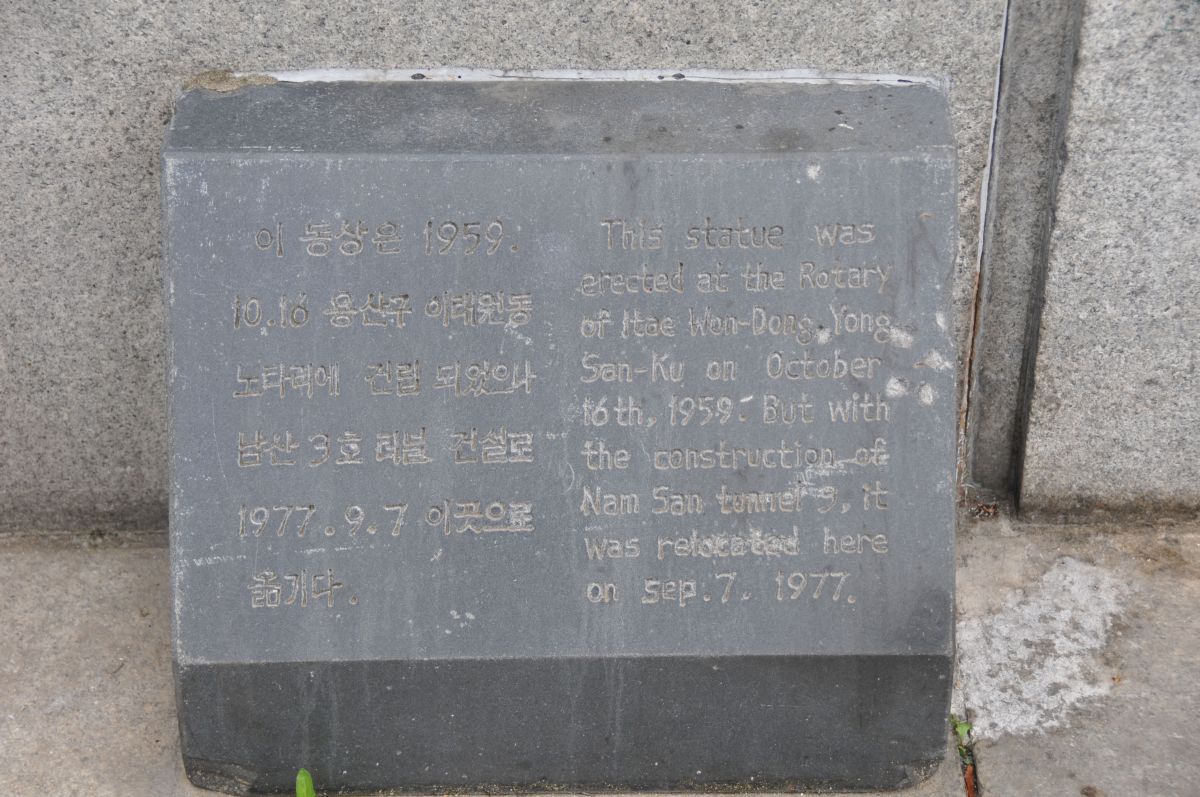 이 동상은 1959.
10.16 용산구 이태원동
노타리에 건립 되었으나
남산 3호 터널 건설로
1977.9.7 이곳으로
옮기다.
This statue was
erected at the Rotary
of Itae Won-Dong, Yong
San-Ku on October
16th, 1959. But with
the construction of
Nam San tunnel 3, it
was relocated here
on sep. 7. 1977.